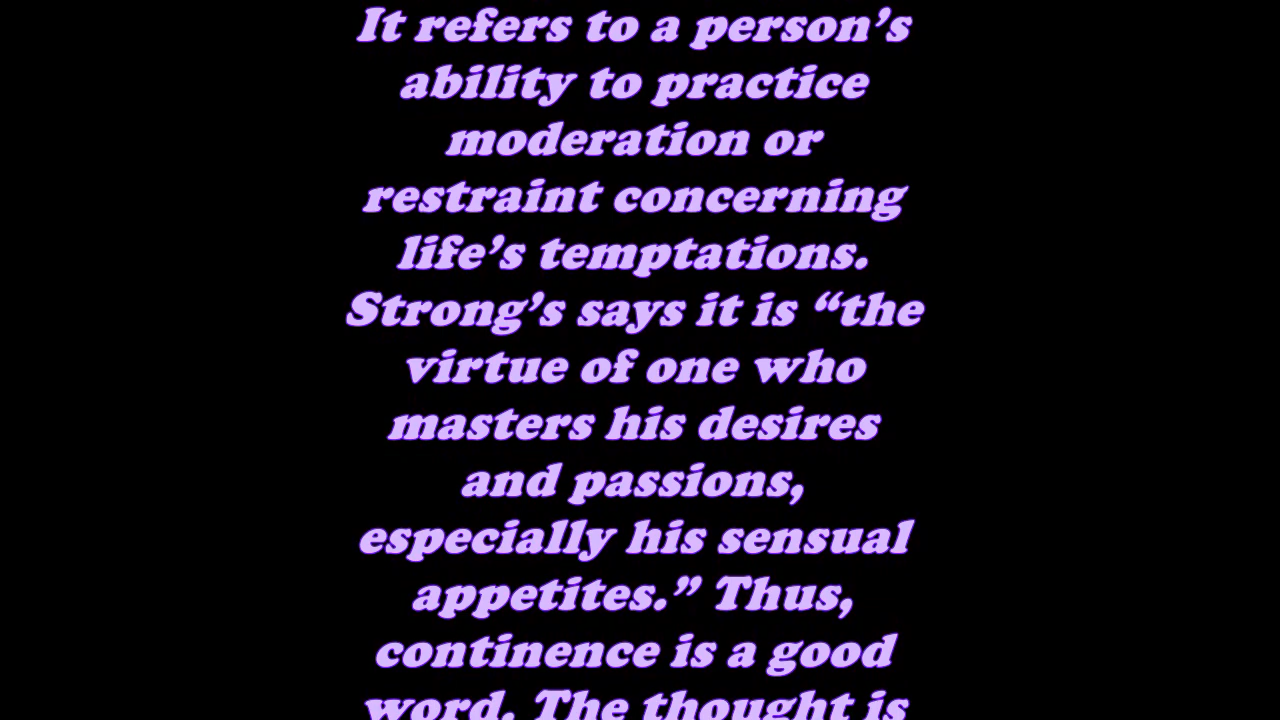 It refers to a person’s
ability to practice
moderation or
restraint concerning
life’s temptations.
Strong’s says it is “the
virtue of one who
masters his desires
and passions,
especially his sensual
appetites.” Thus,
continence is a good
word. The thought is